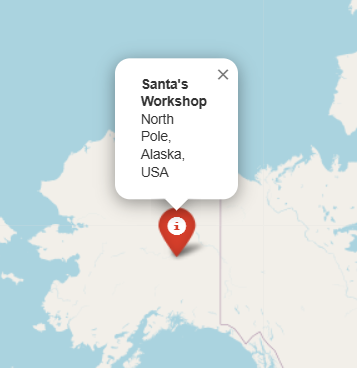 Santa's
Workshop
North
Pole,
Alaska,
USA